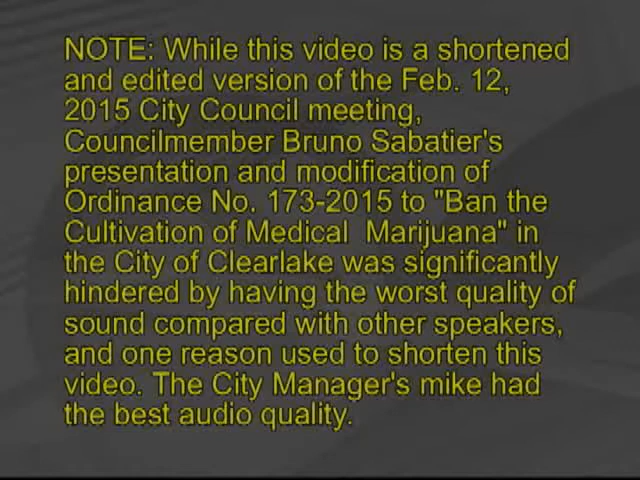 NOTE: While this video is a shortened
and edited version of the Feb. 12,
2015 City Council meeting,
Councilmember Bruno Sabatier's
presentation and modification of
Ordinance No. 173-2015 to "Ban the
Cultivation of Medical  Marijuana" in
the City of Clearlake was significantly
hindered by having the worst quality of
sound compared with other speakers,
and one reason used to shorten this
video. The City Manager's mike had
the best audio quality.